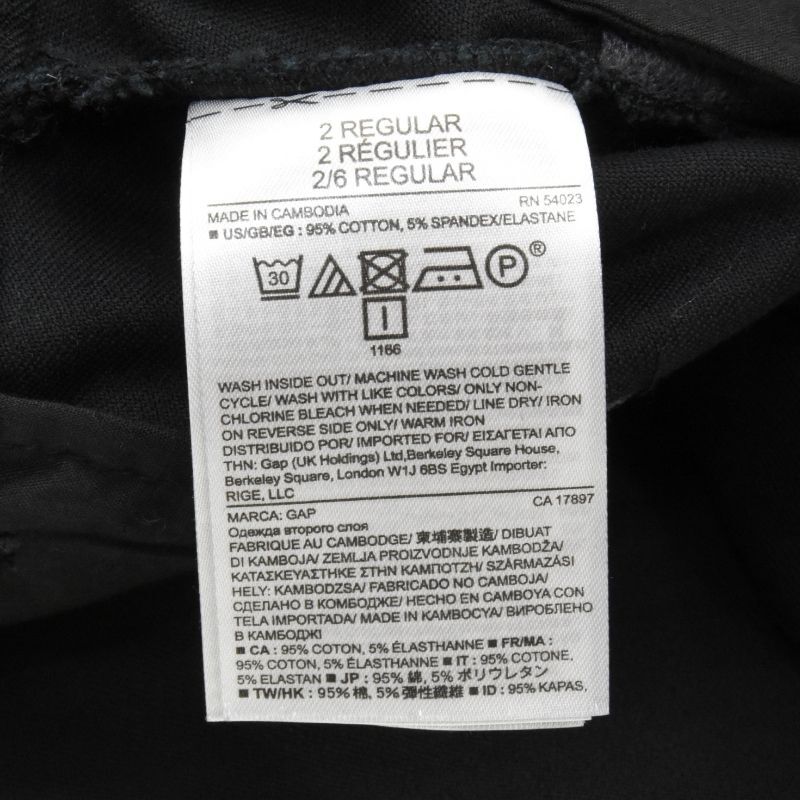 2 REGULAR
2 RÉGULIER
2/6 REGULAR
RN 54023
MADE IN CAMBODIA
■ US/GB/EG : 95% COTTON, 5% SPANDEX/ELASTANE
30 P ®
1166
WASH INSIDE OUT/ MACHINE WASH COLD GENTLE
CYCLE/ WASH WITH LIKE COLORS/ ONLY NON-
CHLORINE BLEACH WHEN NEEDED/ LINE DRY/ IRON
ON REVERSE SIDE ONLY/ WARM IRON
DISTRIBUTED POR/ IMPORTED FOR/ ΕΙΣΑΓΕΤΑΙ ΑΠΟ
ΤΗΝ: Gap (UK Holdings) Ltd,Berkeley Square House,
Berkeley Square, London W1J 6BS Egypt Importer:
RIGE, LLC
CA 17897
MARCA: GAP
Одежда второго слоя
FABRIQUE AU CAMBODGE/ 柬埔寨製造/ DIBUAT
DI KAMBOJA/ ZEMLJA PROIZVODNJE KAMBODŽA/
ΚΑΤΑΣΚΕΥΑΣΤΗΚΕ ΣΤΗΝ ΚΑΜΠΟΤΖΗ/ SZÁRMAZÁSI
HELY: KAMBODZSA/ FABRICADO NO CAMBOJA/
СДЕЛАНО В КОМБОДЖЕ/ HECHO EN CAMBOYA CON
TELA IMPORTADA/ MADE IN KAMBOCYA/ ВИРОБЛЕНО
В КАМБОДЖІ
■ CA : 95% COTON, 5% ÉLASTHANNE ■ FR/MA :
95% COTON, 5% ÉLASTHANNE ■ IT : 95% COTONE,
5% ELASTAN ■ JP : 95% 綿, 5% ポリウレタン
■ TW/HK : 95% 棉, 5% 彈性纖維 ■ ID : 95% KAPAS,